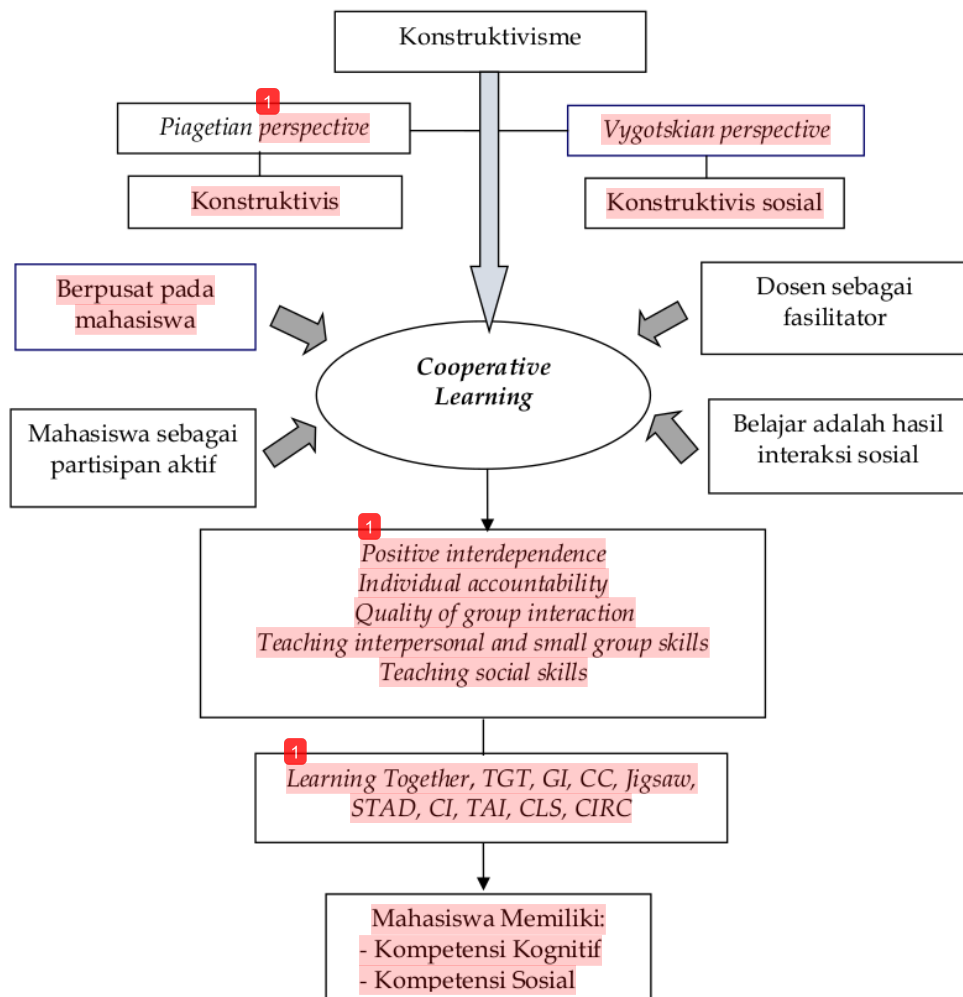 Konstruktivisme
1
Piagetian perspective
Vygotskian perspective
Konstruktivis
Konstruktivis sosial
Berpusat pada
mahasiswa
Dosen sebagai
fasilitator
Cooperative
Learning
Mahasiswa sebagai
partisipan aktif
Belajar adalah hasil
interaksi sosial
1
Positive interdependence
Individual accountability
Quality of group interaction
Teaching interpersonal and small group skills
Teaching social skills
1
Learning Together, TGT, GI, CC, Jigsaw,
STAD, CI, TAI, CLS, CIRC
Mahasiswa Memiliki:
- Kompetensi Kognitif
- Kompetensi Sosial